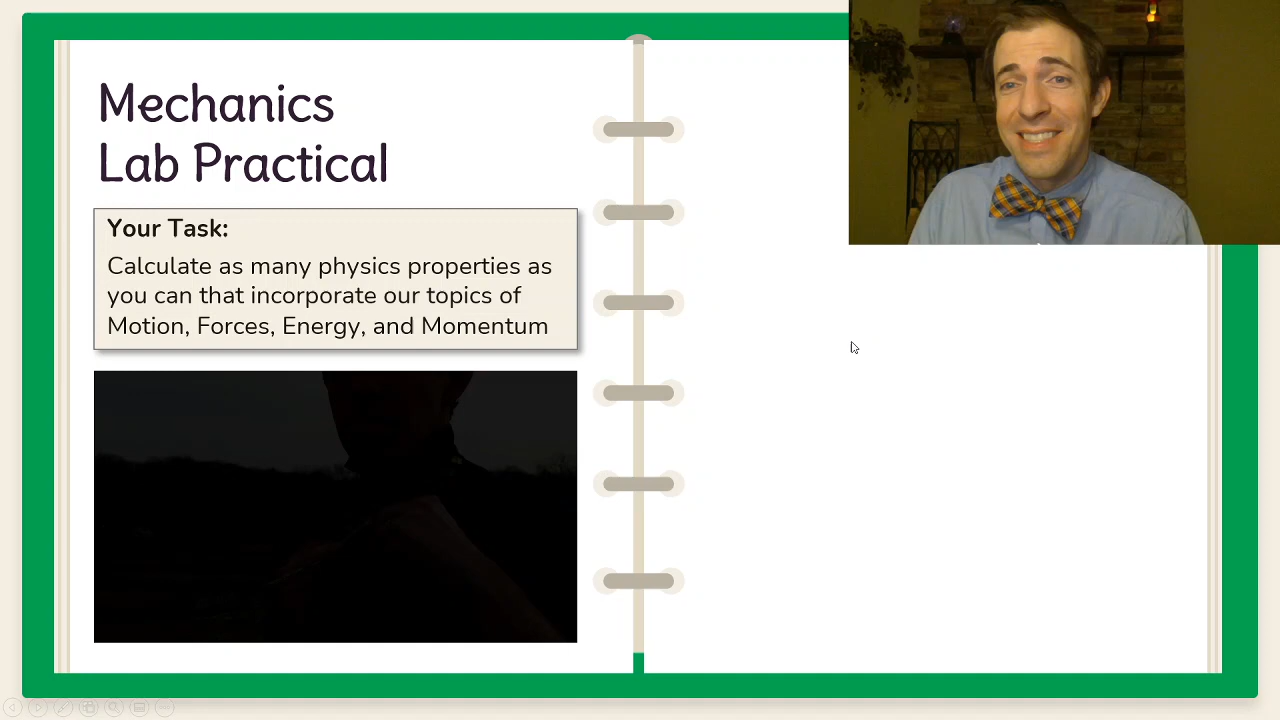 Mechanics
Lab Practical
Your Task:
Calculate as many physics properties as
you can that incorporate our topics of
Motion, Forces, Energy, and Momentum